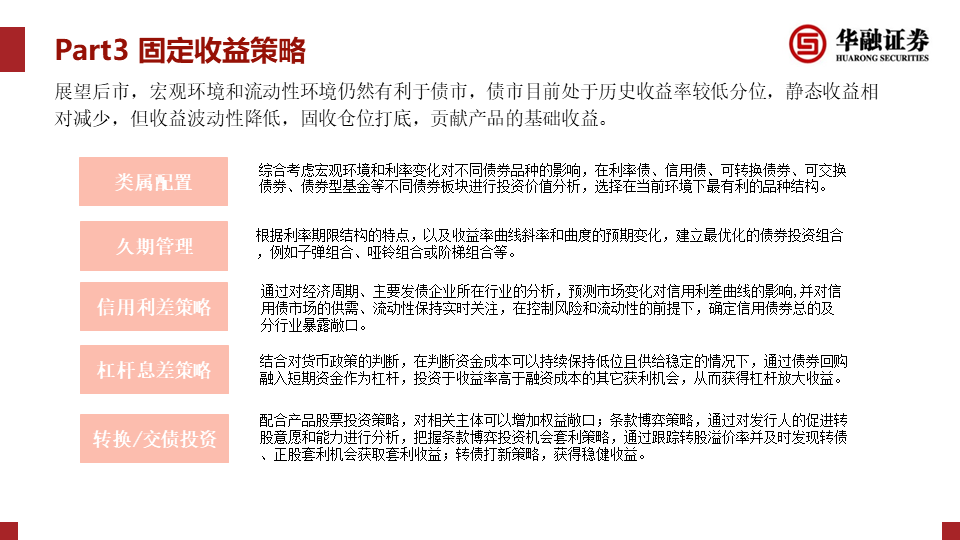 Part3 固定收益策略
华融证券
HUARONG SECURITIES
展望后市，宏观环境和流动性环境仍然有利于债市，债市目前处于历史收益率较低分位，静态收益相
对减少，但收益波动性降低，固收仓位打底，贡献产品的基础收益。
类属配置
综合考虑宏观环境和利率变化对不同债券品种的影响，在利率债、信用债、可转换债券、可交换
债券、债券型基金等不同债券板块进行投资价值分析，选择在当前环境下最有利的品种结构。
久期管理
根据利率期限结构的特点，以及收益率曲线斜率和曲度的预期变化，建立最优化的债券投资组合
，例如子弹组合、哑铃组合或阶梯组合等。
信用利差策略
通过对经济周期、主要发债企业所在行业的分析，预测市场变化对信用利差曲线的影响,并对信
用债市场的供需、流动性保持实时关注，在控制风险和流动性的前提下，确定信用债券总的及
分行业暴露敞口。
杠杆息差策略
结合对货币政策的判断，在判断资金成本可以持续保持低位且供给稳定的情况下，通过债券回购
融入短期资金作为杠杆，投资于收益率高于融资成本的其它获利机会，从而获得杠杆放大收益。
转换/交债投资
配合产品股票投资策略，对相关主体可以增加权益敞口；条款博弈策略，通过对发行人的促进转
股意愿和能力进行分析，把握条款博弈投资机会套利策略，通过跟踪转股溢价率并及时发现转债
、正股套利机会获取套利收益；转债打新策略，获得稳健收益。